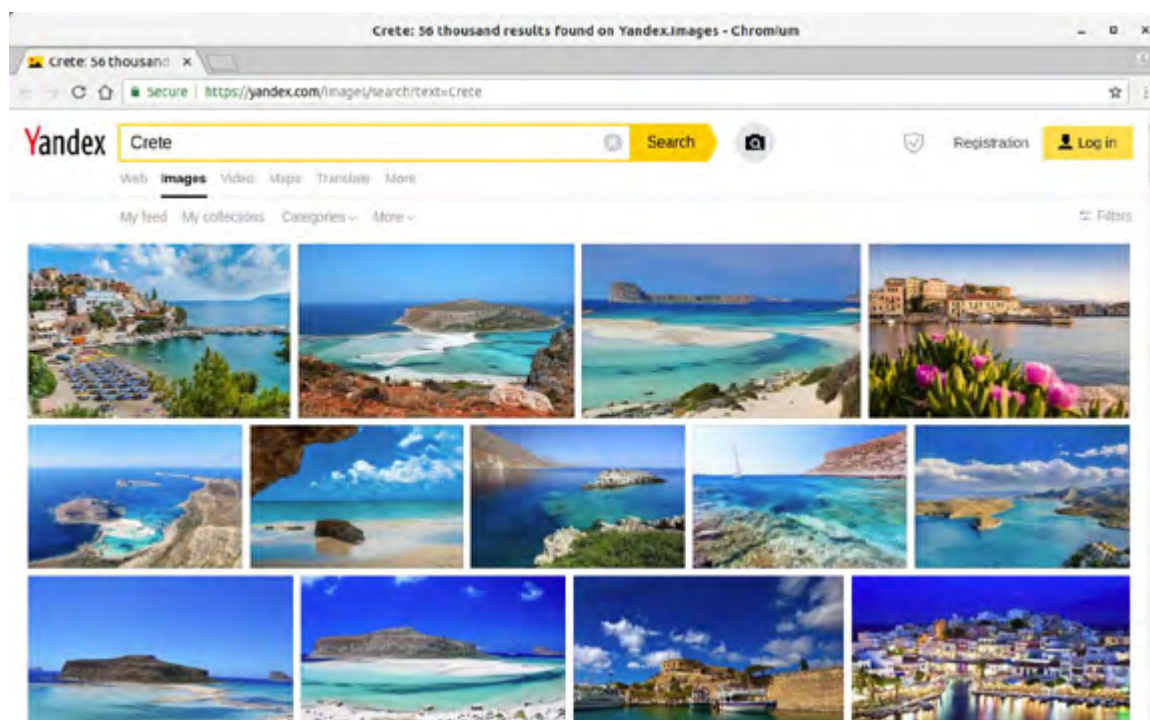 Crete: 56 thousand results found on Yandex.Images - Chromium
Crete: 56 thousand
Secure https://yandex.com/images/search?text=Crete
Yandex Crete Search Registration Log in
Web Images Video Maps Translate More
My feed My collections Categories More Filters